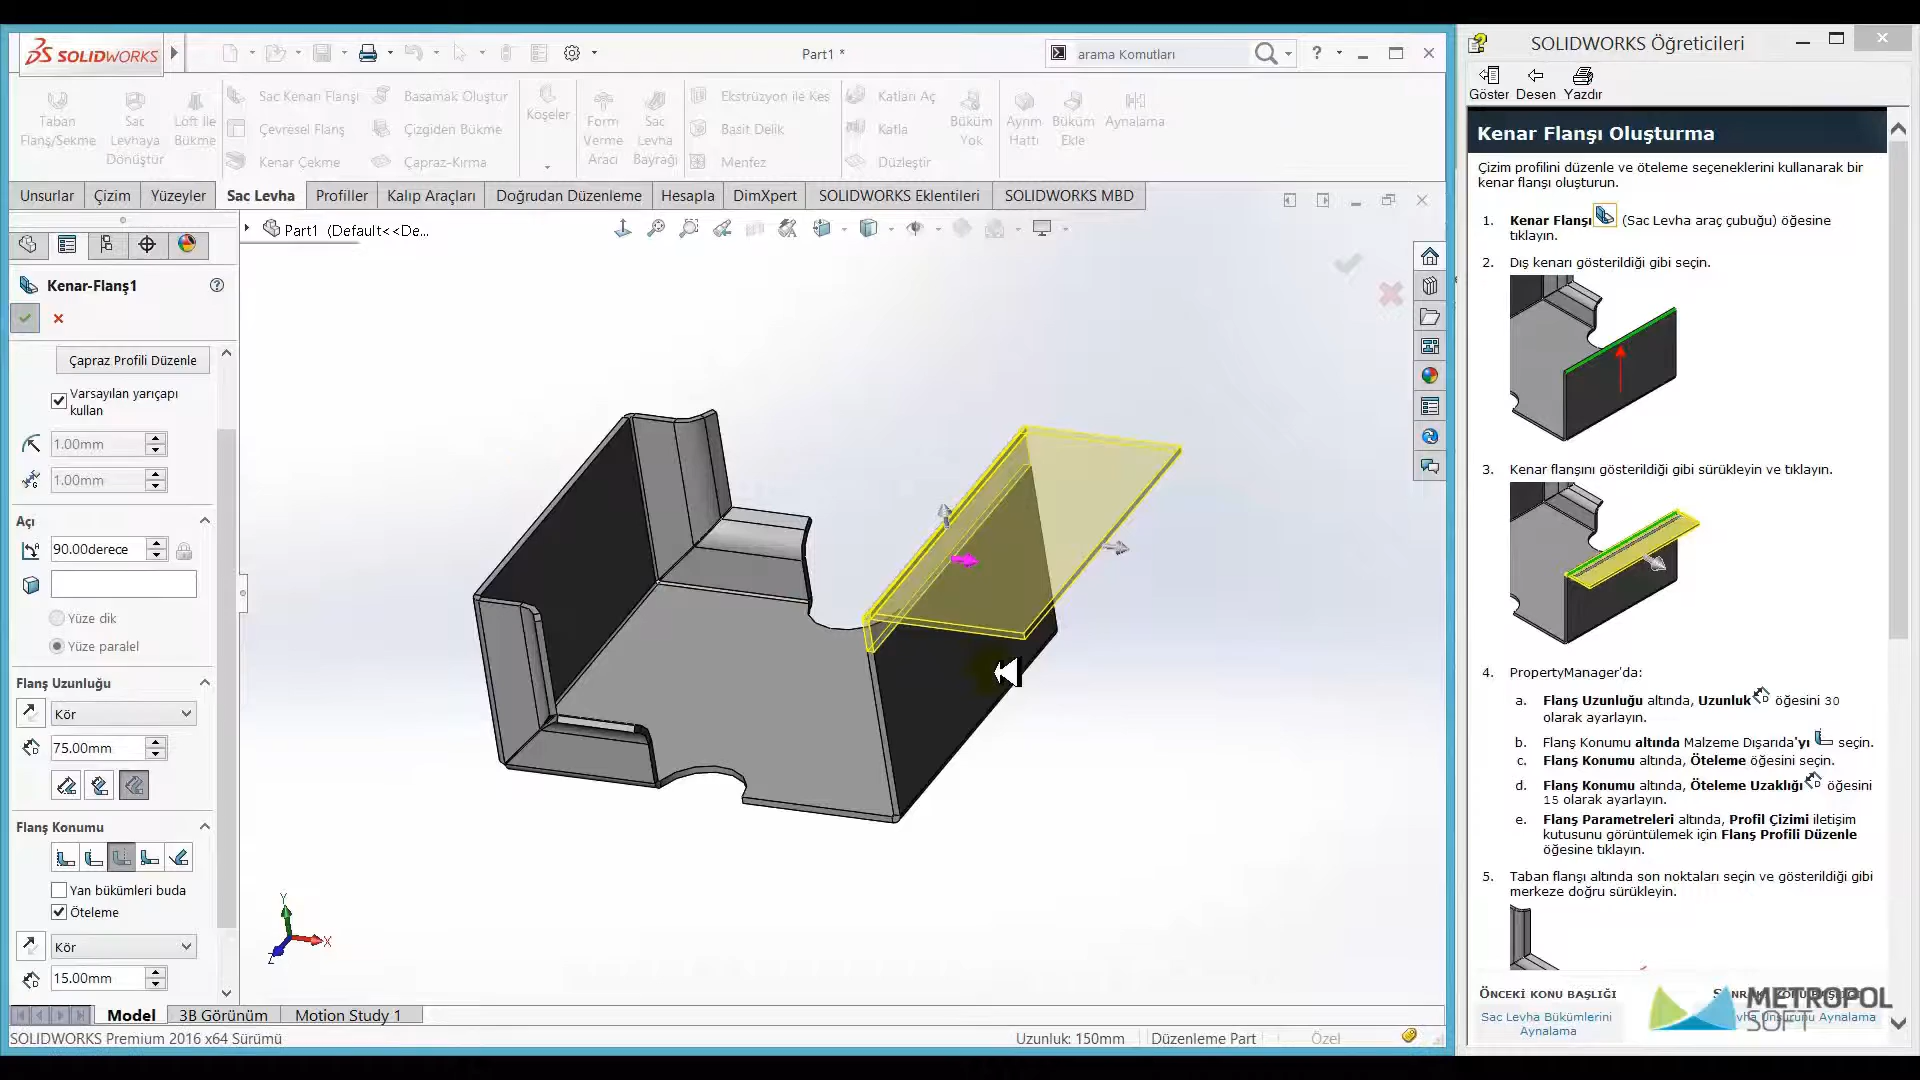 SOLIDWORKS
Part1 *
arama Komutları
Taban
Flanş/Sekme
Sac
Levhaya
Dönüştür
Loft İle
Bükme
Sac Kenarı Flanşı
Çevresel Flanş
Kenar Çekme
Basamak Oluştur
Çizgiden Bükme
Çapraz-Kırma
Köşeler
Form
Verme
Aracı
Sac
Levha
Bayrağı
Ekstrüzyon ile Kes
Basit Delik
Menfez
Katları Aç
Katla
Düzleştir
Büküm
Yok
Ayrım
Hattı
Büküm
Ekle
Aynalama
Unsurlar
Çizim
Yüzeyler
Sac Levha
Profiller
Kalıp Araçları
Doğrudan Düzenleme
Hesapla
DimXpert
SOLIDWORKS Eklentileri
SOLIDWORKS MBD
Part1 (Default<<De...
Kenar-Flanş1
Çapraz Profili Düzenle
Varsayılan yarıçapı
kullan
1.00mm
1.00mm
Açı
90.00derece
Yüze dik
Yüze paralel
Flanş Uzunluğu
Kör
75.00mm
Flanş Konumu
Yan bükümleri buda
Öteleme
Kör
15.00mm
Y
X
Z
Model
3B Görünüm
Motion Study 1
SOLIDWORKS Premium 2016 x64 Sürümü
Uzunluk: 150mm
Düzenleme Part
Özel
SOLIDWORKS Öğreticileri
Göster
Desen
Yazdır
Kenar Flanşı Oluşturma
Çizim profilini düzenle ve öteleme seçeneklerini kullanarak bir
kenar flanşı oluşturun.
1. Kenar Flanşı (Sac Levha araç çubuğu) öğesine
tıklayın.
2. Dış kenarı gösterildiği gibi seçin.
3. Kenar flanşını gösterildiği gibi sürükleyin ve tıklayın.
4. PropertyManager'da:
a. Flanş Uzunluğu altında, Uzunluk öğesini 30
olarak ayarlayın.
b. Flanş Konumu altında Malzeme Dışarıda'yı seçin.
c. Flanş Konumu altında, Öteleme öğesini seçin.
d. Flanş Konumu altında, Öteleme Uzaklığı öğesini
15 olarak ayarlayın.
e. Flanş Parametreleri altında, Profil Çizimi iletişim
kutusunu görüntülemek için Flanş Profili Düzenle
öğesine tıklayın.
5. Taban flanşı altında son noktaları seçin ve gösterildiği gibi
merkeze doğru sürükleyin.
ÖNCEKİ KONU BAŞLIĞI
Sac Levha Bükümlerini
Aynalama
Unsurunu Aynalama
METROPOL
SOFT